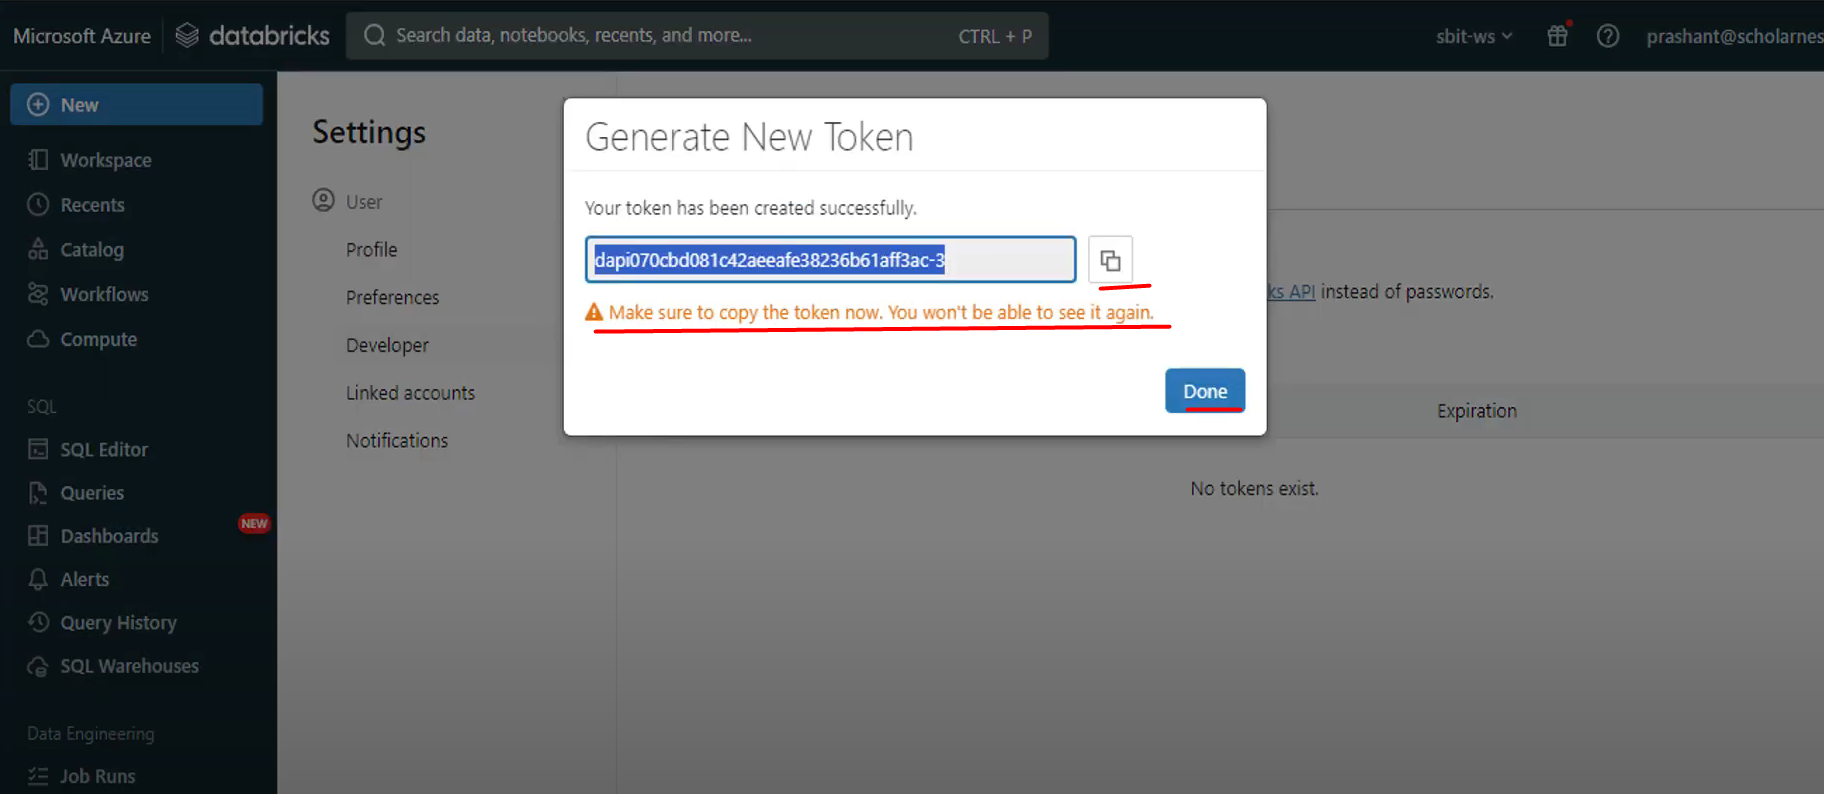 Microsoft Azure databricks Search data, notebooks, recents, and more... CTRL + P sbit-ws prashant@scholarnes
New
Workspace
Recents
Catalog
Workflows
Compute
SQL
SQL Editor
Queries
NEW
Dashboards
Alerts
Query History
SQL Warehouses
Data Engineering
Job Runs
Settings
User
Profile
Preferences
Developer
Linked accounts
Notifications
Generate New Token
Your token has been created successfully.
dapi070cbd081c42aeeafe38236b61aff3ac-3
Make sure to copy the token now. You won't be able to see it again.
Done
ks API instead of passwords.
Expiration
No tokens exist.